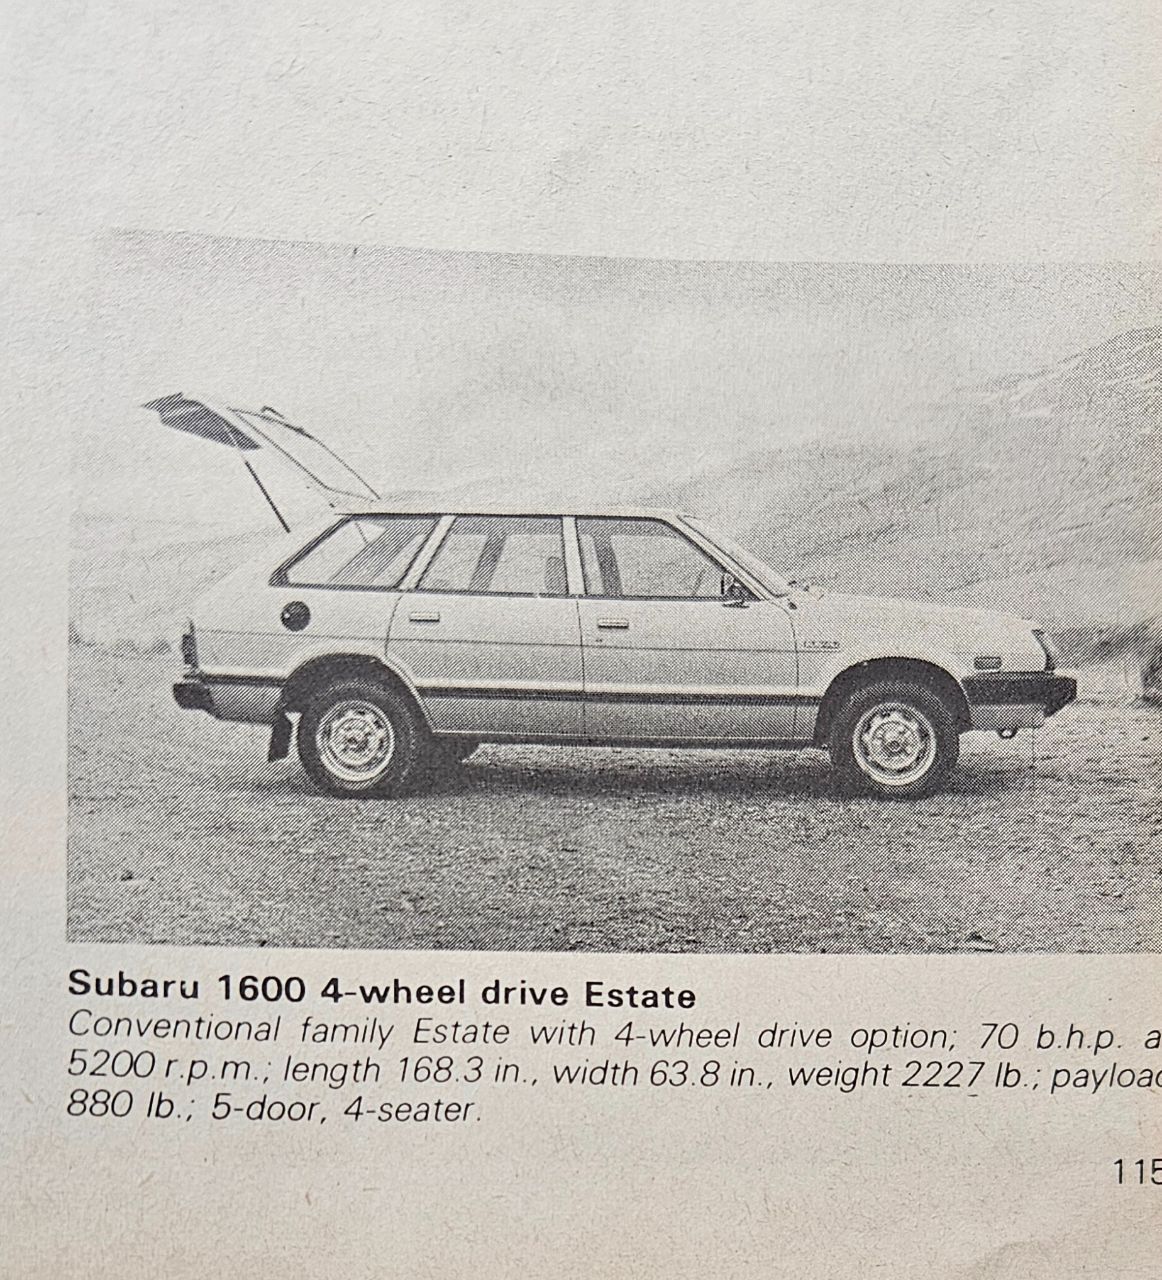 Subaru 1600 4-wheel drive Estate
Conventional family Estate with 4-wheel drive option; 70 b.h.p. a
5200 r.p.m.; length 168.3 in., width 63.8 in., weight 2227 lb.; payloa
880 lb.; 5-door, 4-seater.
115